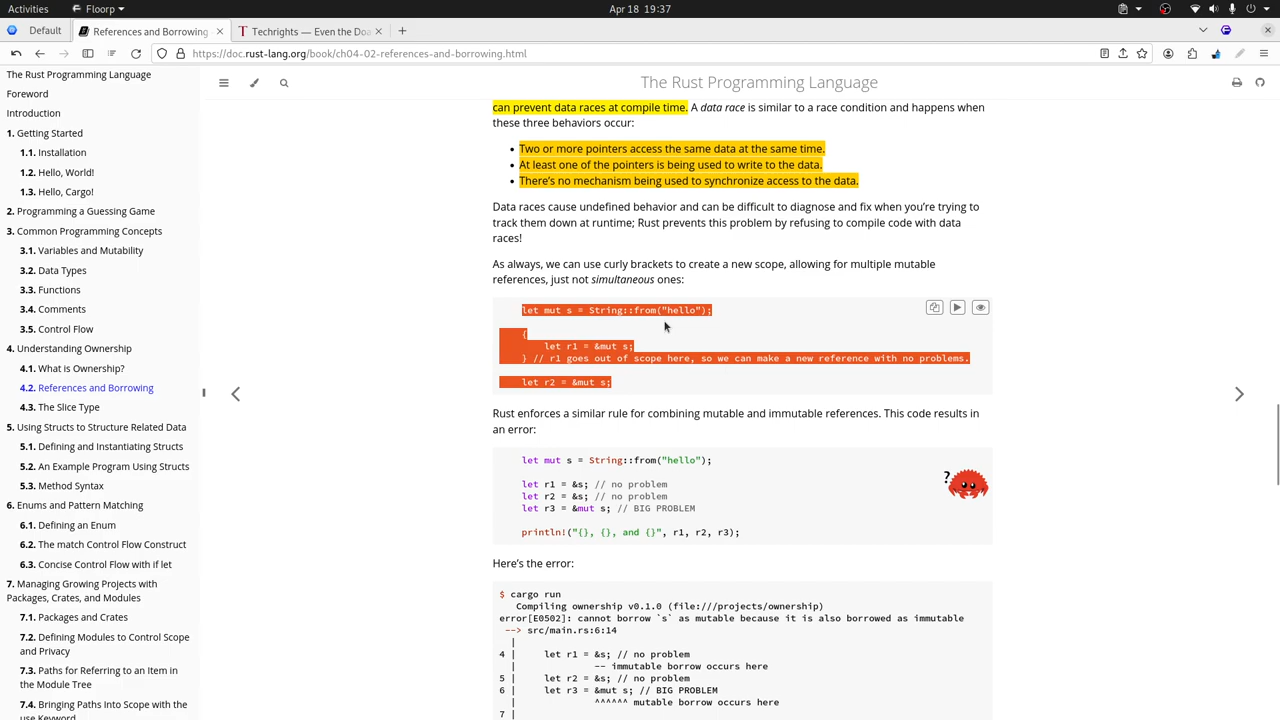 Activities Floorp Apr 18 19:37
Default References and Borrowing - Techrights — Even the Doa
https://doc.rust-lang.org/book/ch04-02-references-and-borrowing.html
The Rust Programming Language
Foreword
Introduction
1. Getting Started
1.1. Installation
1.2. Hello, World!
1.3. Hello, Cargo!
2. Programming a Guessing Game
3. Common Programming Concepts
3.1. Variables and Mutability
3.2. Data Types
3.3. Functions
3.4. Comments
3.5. Control Flow
4. Understanding Ownership
4.1. What is Ownership?
4.2. References and Borrowing
4.3. The Slice Type
5. Using Structs to Structure Related Data
5.1. Defining and Instantiating Structs
5.2. An Example Program Using Structs
5.3. Method Syntax
6. Enums and Pattern Matching
6.1. Defining an Enum
6.2. The match Control Flow Construct
6.3. Concise Control Flow with if let
7. Managing Growing Projects with
Packages, Crates, and Modules
7.1. Packages and Crates
7.2. Defining Modules to Control Scope
and Privacy
7.3. Paths for Referring to an Item in
the Module Tree
7.4. Bringing Paths Into Scope with the
use Keyword
The Rust Programming Language
can prevent data races at compile time. A data race is similar to a race condition and happens when
these three behaviors occur:
• Two or more pointers access the same data at the same time.
• At least one of the pointers is being used to write to the data.
• There’s no mechanism being used to synchronize access to the data.
Data races cause undefined behavior and can be difficult to diagnose and fix when you’re trying to
track them down at runtime; Rust prevents this problem by refusing to compile code with data
races!
As always, we can use curly brackets to create a new scope, allowing for multiple mutable
references, just not simultaneous ones:
let mut s = String::from("hello");
{
let r1 = &mut s;
} // r1 goes out of scope here, so we can make a new reference with no problems.
let r2 = &mut s;
Rust enforces a similar rule for combining mutable and immutable references. This code results in
an error:
let mut s = String::from("hello");
let r1 = &s; // no problem
let r2 = &s; // no problem
let r3 = &mut s; // BIG PROBLEM
println!("{}, {}, and {}", r1, r2, r3);
?
Here’s the error:
$ cargo run
Compiling ownership v0.1.0 (file:///projects/ownership)
error[E0502]: cannot borrow `s` as mutable because it is also borrowed as immutable
--> src/main.rs:6:14
|
4 | let r1 = &s; // no problem
| -- immutable borrow occurs here
5 | let r2 = &s; // no problem
6 | let r3 = &mut s; // BIG PROBLEM
| ^^^^^^ mutable borrow occurs here
7 |